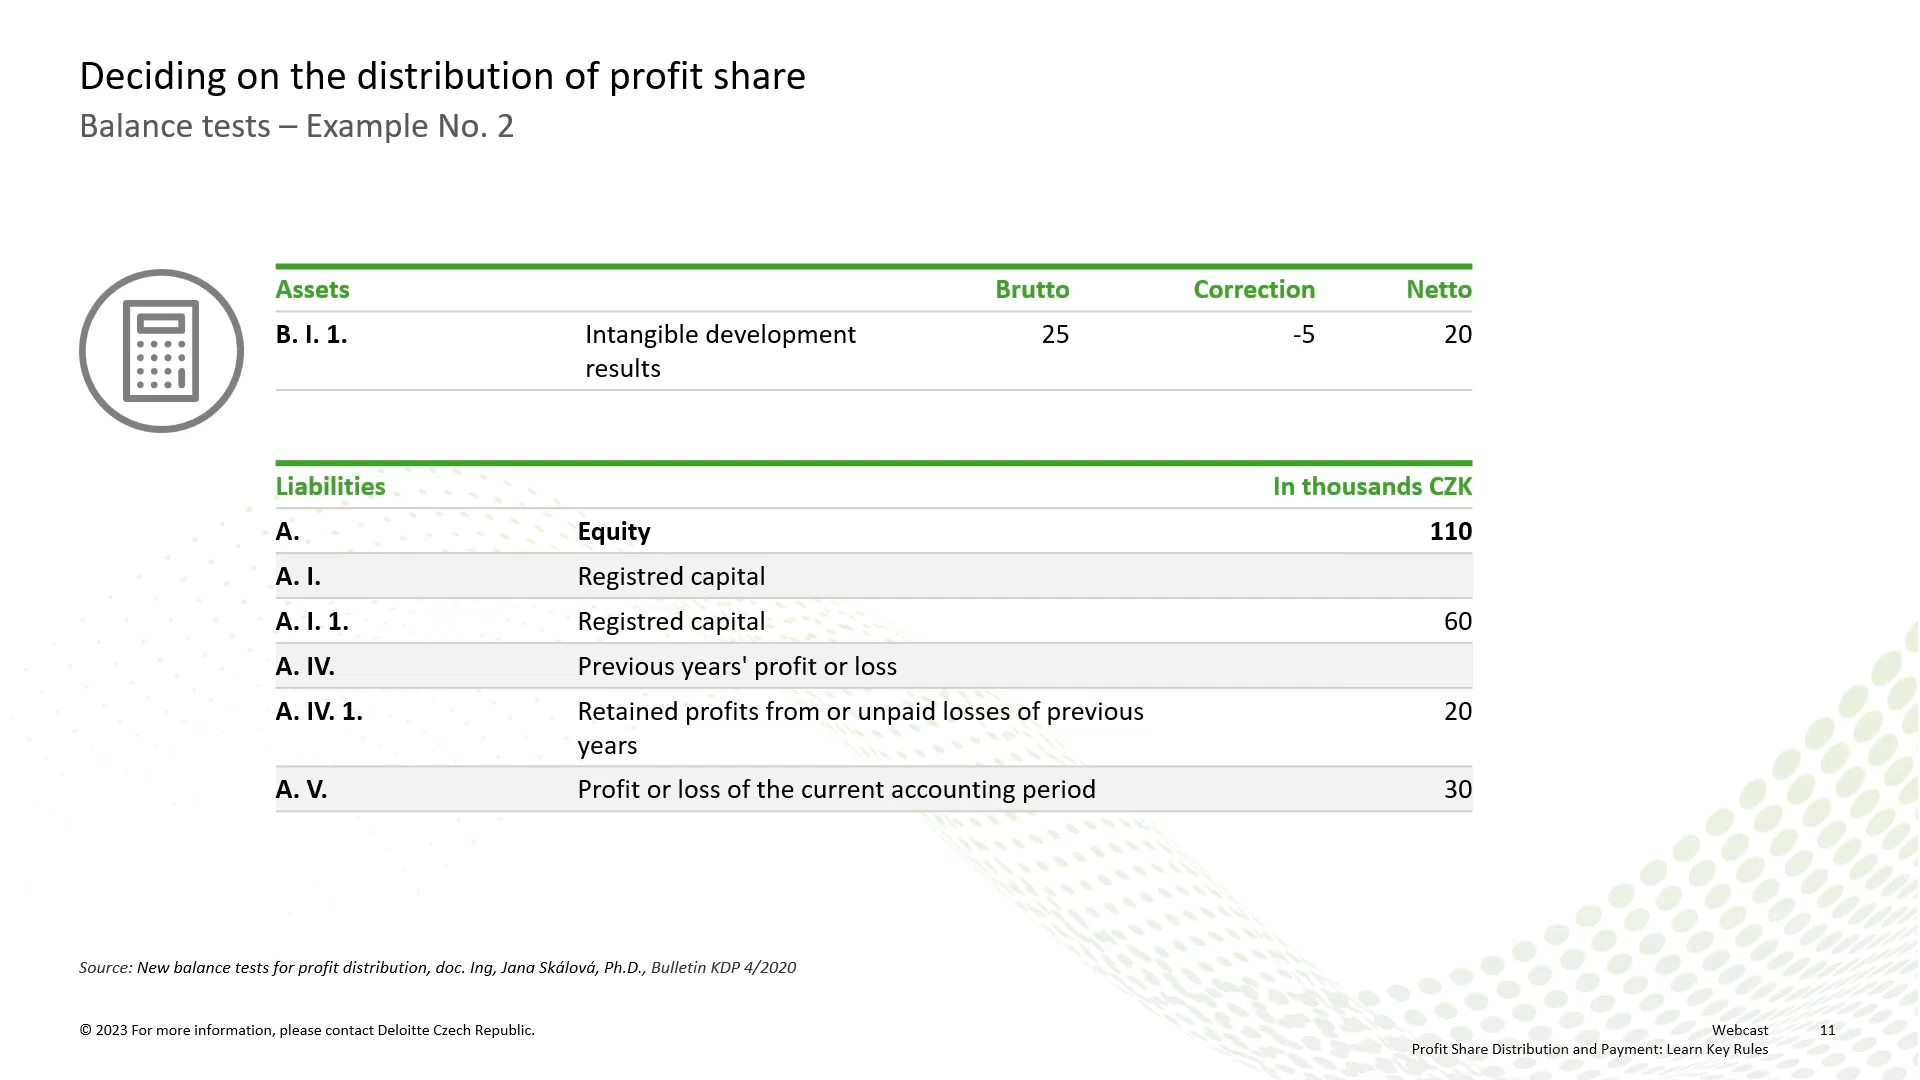 Deciding on the distribution of profit share
Balance tests – Example No. 2
Assets Brutto Correction Netto
B. I. 1. Intangible development 25 -5 20
results
Liabilities In thousands CZK
A. Equity 110
A. I. Registred capital
A. I. 1. Registred capital 60
A. IV. Previous years' profit or loss
A. IV. 1. Retained profits from or unpaid losses of previous 20
years
A. V. Profit or loss of the current accounting period 30
Source: New balance tests for profit distribution, doc. Ing, Jana Skálová, Ph.D., Bulletin KDP 4/2020
© 2023 For more information, please contact Deloitte Czech Republic.
Webcast 11
Profit Share Distribution and Payment: Learn Key Rules